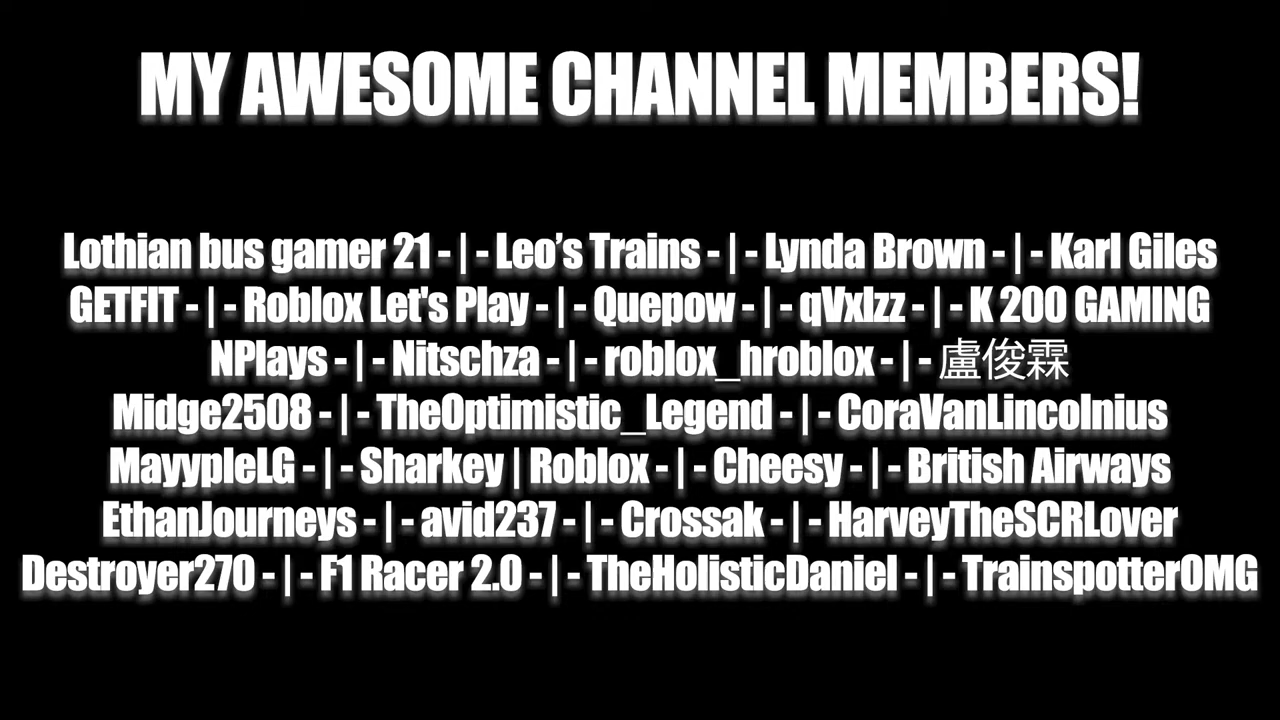 MY AWESOME CHANNEL MEMBERS!
Lothian bus gamer 21 - | - Leo’s Trains - | - Lynda Brown - | - Karl Giles
GETFIT - | - Roblox Let's Play - | - Quepow - | - qVxlzz - | - K 200 GAMING
NPlays - | - Nitschza - | - roblox_hroblox - | - 盧俊霖
Midge2508 - | - TheOptimistic_Legend - | - CoraVanLincolnius
MayypleLG - | - Sharkey | Roblox - | - Cheesy - | - British Airways
EthanJourneys - | - avid237 - | - Crossak - | - HarveyTheSCRLover
Destroyer270 - | - F1 Racer 2.0 - | - TheHolisticDaniel - | - TrainspotterOMG